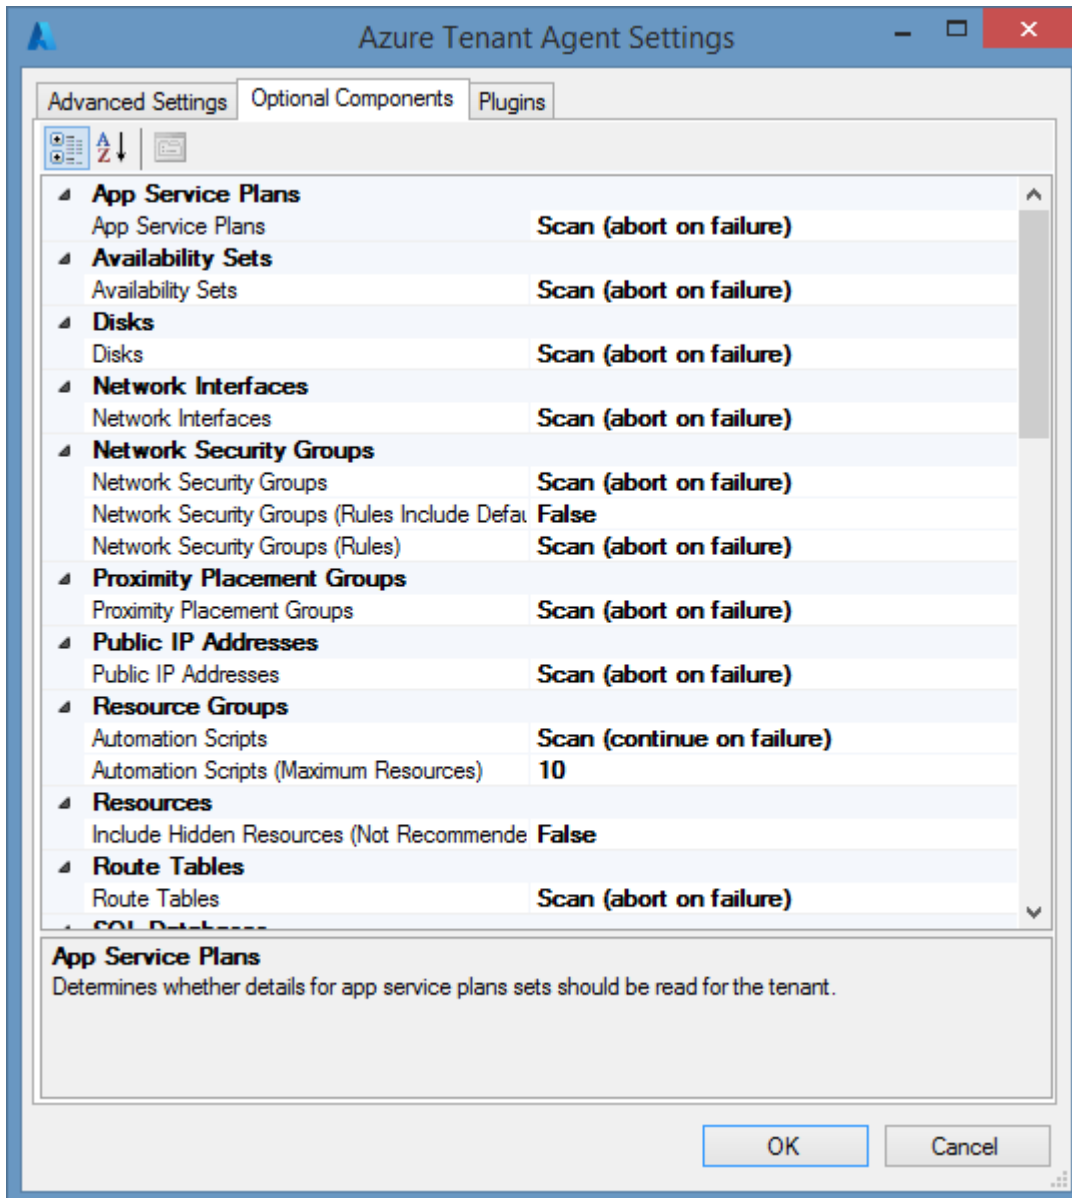 Azure Tenant Agent Settings
Advanced Settings Optional Components Plugins
App Service Plans
App Service Plans Scan (abort on failure)
Availability Sets
Availability Sets Scan (abort on failure)
Disks
Disks Scan (abort on failure)
Network Interfaces
Network Interfaces Scan (abort on failure)
Network Security Groups
Network Security Groups Scan (abort on failure)
Network Security Groups (Rules Include Defau False
Network Security Groups (Rules) Scan (abort on failure)
Proximity Placement Groups
Proximity Placement Groups Scan (abort on failure)
Public IP Addresses
Public IP Addresses Scan (abort on failure)
Resource Groups
Automation Scripts Scan (continue on failure)
Automation Scripts (Maximum Resources) 10
Resources
Include Hidden Resources (Not Recommende False
Route Tables
Route Tables Scan (abort on failure)
SQL Databases
App Service Plans
Determines whether details for app service plans sets should be read for the tenant.
OK Cancel